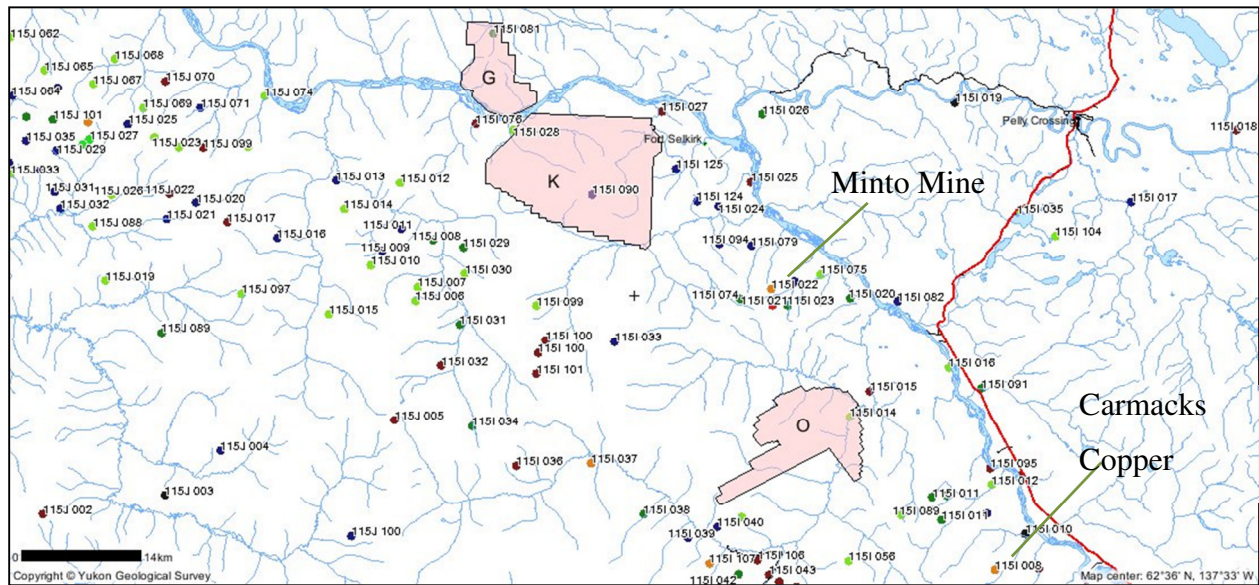 115J 062
115I 081
115J 068
115J 065
115J 067
115J 070
G
115J 064
115J 074
115J 069
115J 071
115I 027
115I 026
115I 019
115J 101
115J 025
115I 076
115I 028
Pelly Crossing
115I 018
115J 035
115J 027
115J 023
115J 099
Fort Selkirk
115J 029
115J 033
115J 013
115J 012
K
115I 125
115I 025
Minto Mine
115J 031
115J 026
115J 022
115I 090
115J 032
115J 020
115I 124
115I 024
115I 017
115J 021
115J 014
115I 035
115J 088
115J 017
115J 011
115I 104
115J 016
115J 008
115I 029
115I 094
115I 079
115J 009
115J 010
115J 019
115J 007
115I 030
115I 075
115I 022
115J 097
115J 006
115I 099
115I 074
115I 021
115I 023
115I 020
115I 082
115J 015
115J 089
115I 031
115I 100
115I 033
115I 100
115I 032
115I 101
115I 016
115I 091
115I 015
115J 005
115I 034
O
115I 014
Carmacks
Copper
115J 004
115I 036
115I 037
115I 095
115I 012
115J 003
115I 011
115J 002
115I 038
115I 089
115I 011
115I 040
115I 010
115J 100
115I 039
0
14km
115I 107
115I 106
115I 056
115I 008
115I 042
115I 043
Copyright © Yukon Geological Survey
Map center: 62°36' N, 137°33' W